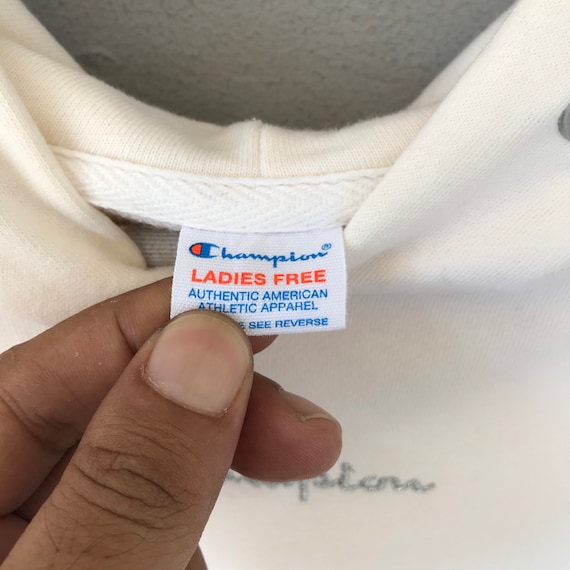 Champion®
LADIES FREE
AUTHENTIC AMERICAN
ATHLETIC APPAREL
SEE REVERSE